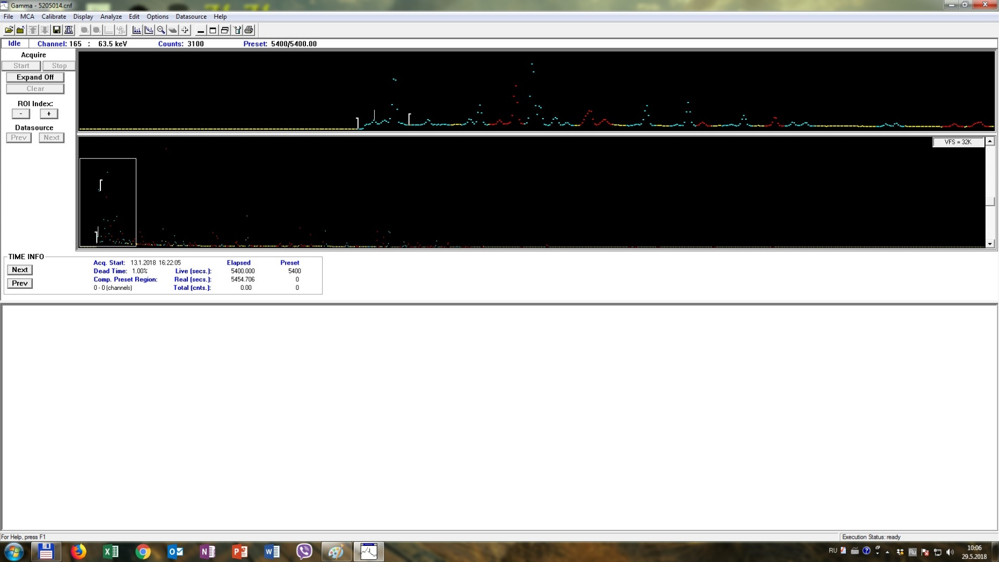 Gamma - 5205014.cnf
File MCA Calibrate Display Analyze Edit Options Datasource Help
Idle Channel: 165 : 63.5 keV Counts: 3100 Preset: 5400/5400.00
Acquire
Start Stop
Expand Off
Clear
ROI Index:
- +
Datasource
Prev Next
VFS = 32K
TIME INFO
Next
Prev
Acq. Start: 13.1.2018 16:22:05 Elapsed Preset
Dead Time: 1.00% Live (secs.): 5400.000 5400
Comp. Preset Region: Real (secs.): 5454.706 0
0 - 0 (channels) Total (cnts.): 0.00 0
For Help, press F1 Execution Status: ready
RU Ru 10:06
29.5.2018